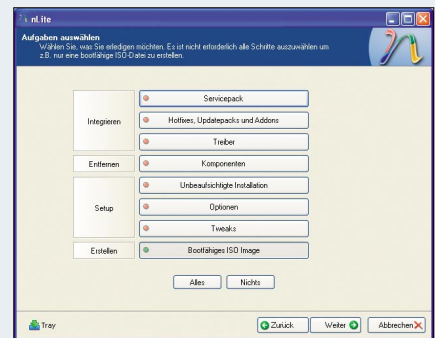 nLite
Aufgaben auswählen
Wählen Sie, was Sie erledigen möchten. Es ist nicht erforderlich alle Schritte auszuwählen um
z.B. nur eine bootfähige ISO-Datei zu erstellen.
Integrieren
Servicepack
Hotfixes, Updatepacks und Addons
Treiber
Entfernen
Komponenten
Setup
Unbeaufsichtigte Installation
Optionen
Tweaks
Erstellen
Bootfähiges ISO Image
Alles
Nichts
Tray
Zurück
Weiter
Abbrechen